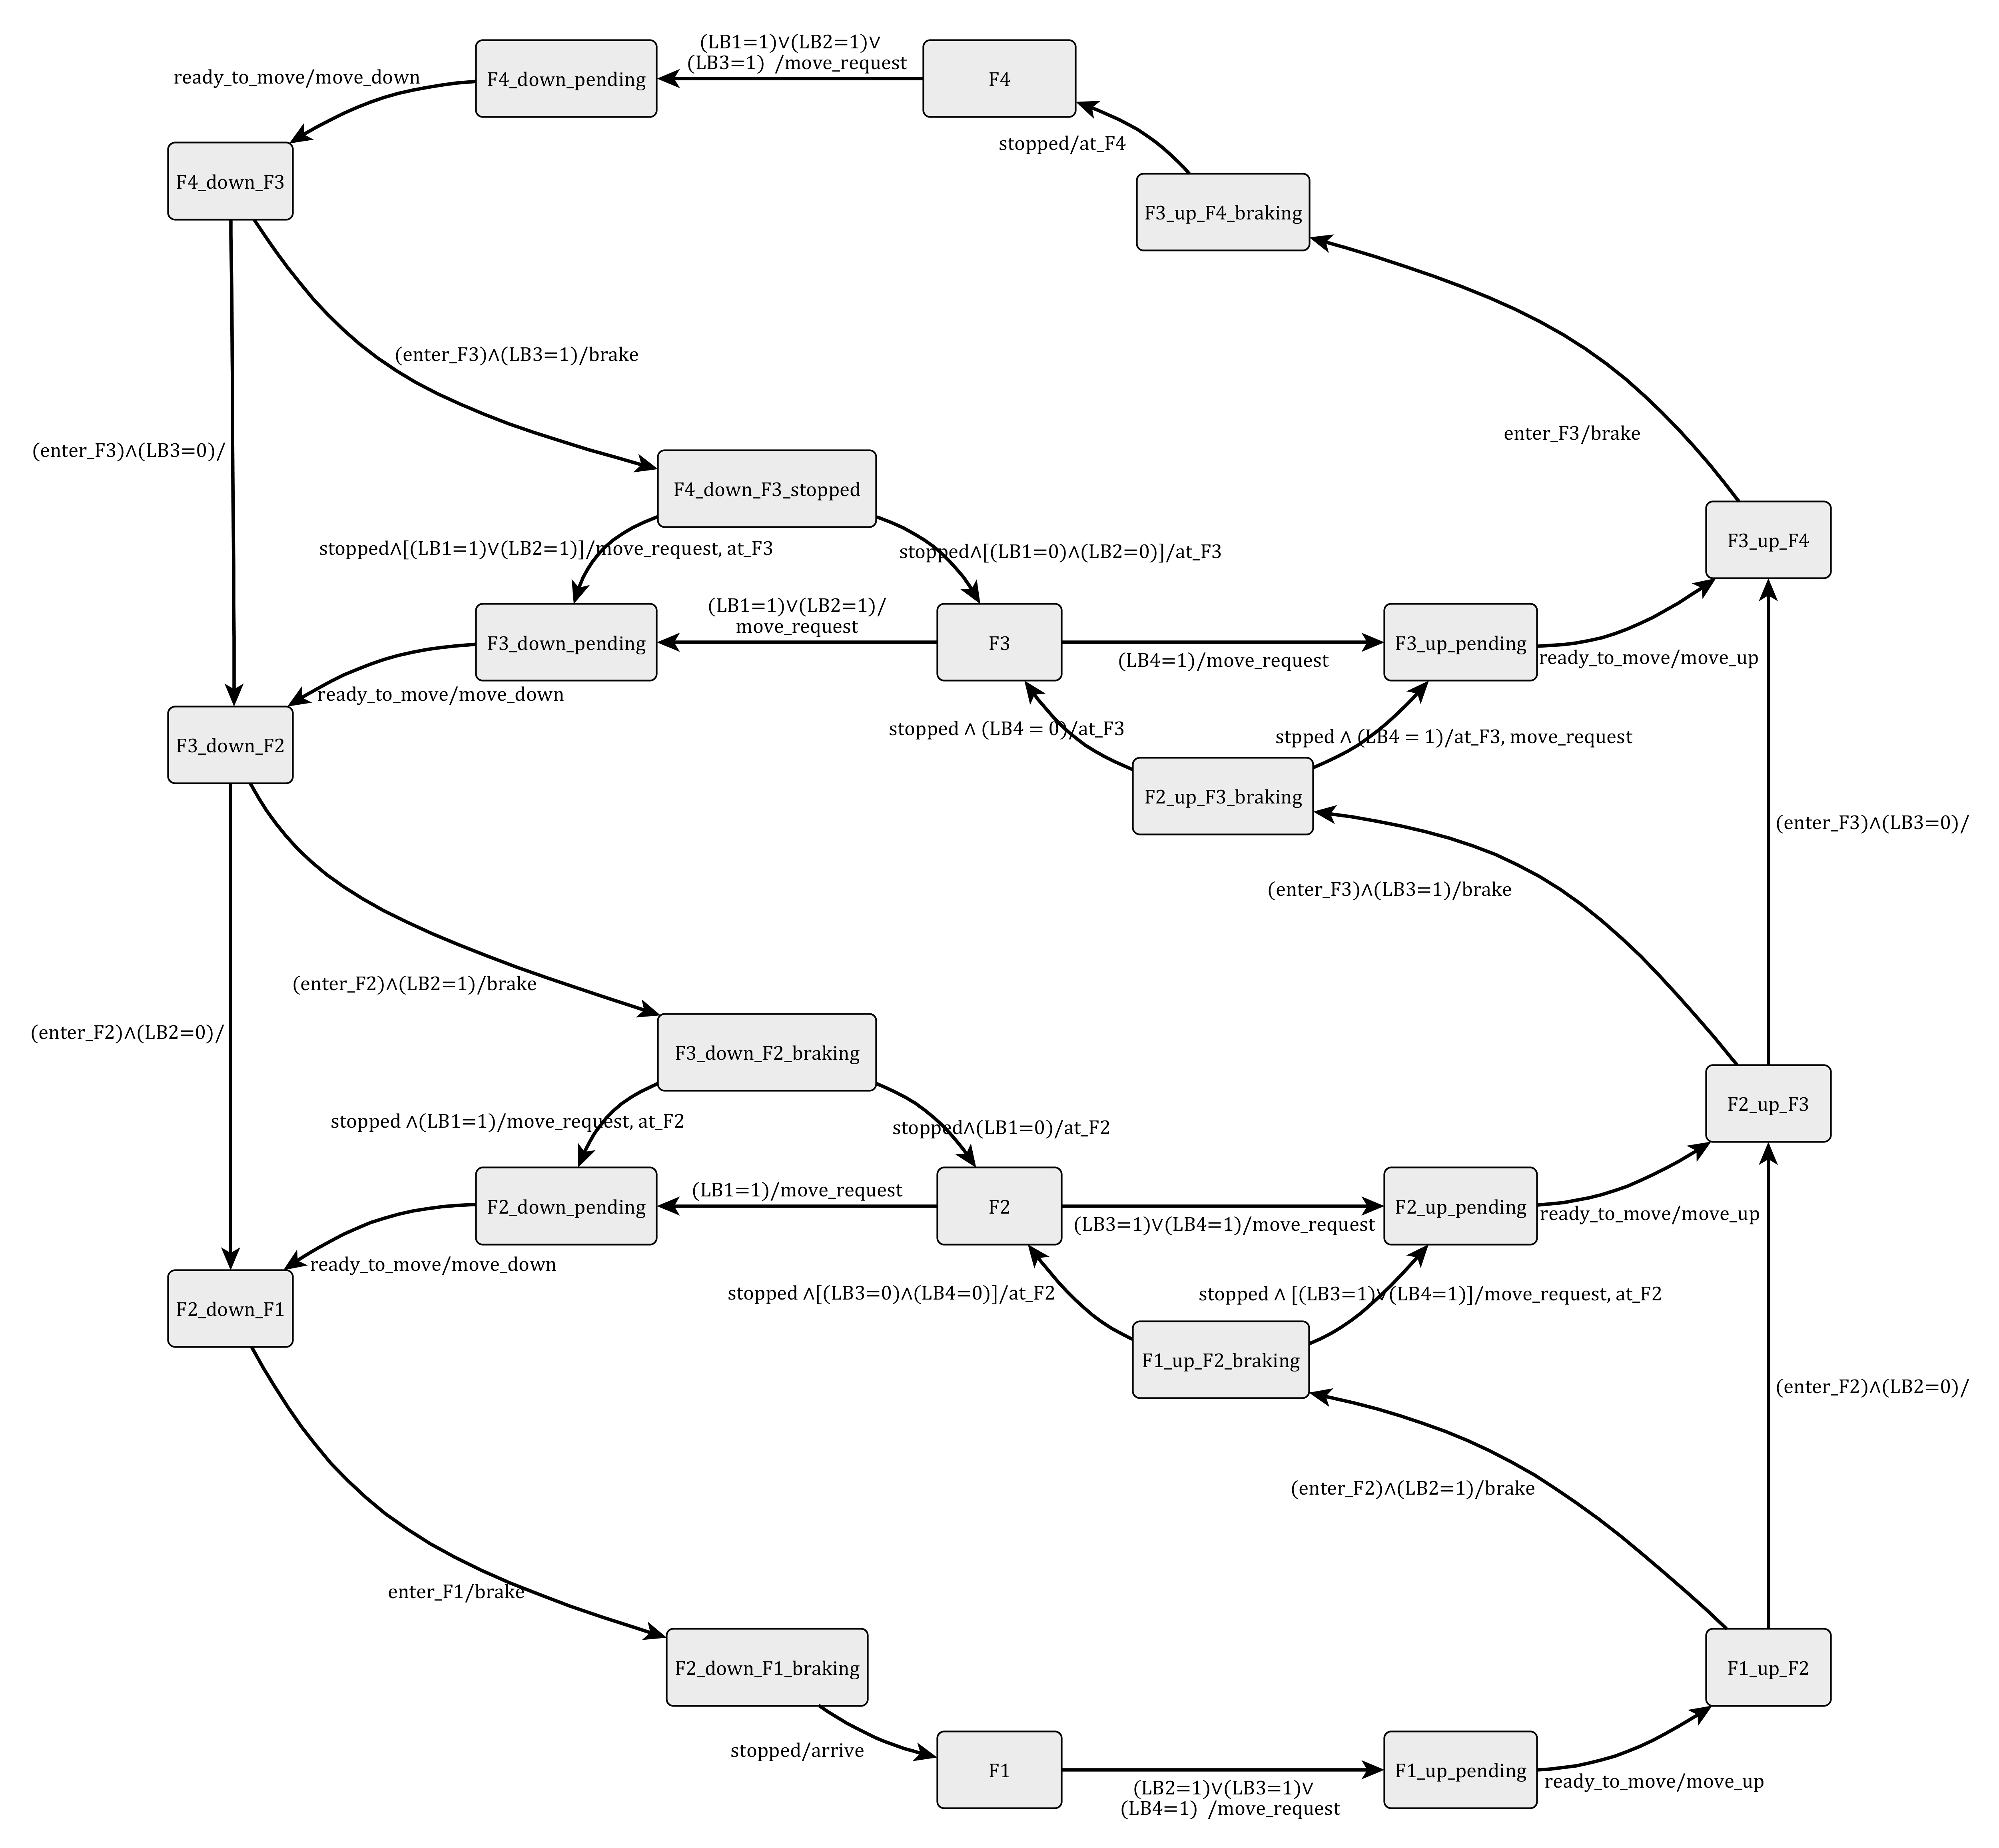 (LB1=1)∨(LB2=1)∨
(LB3=1) /move_request
F4_down_pending
F4
ready_to_move/move_down
stopped/at_F4
F4_down_F3
F3_up_F4_braking
(enter_F3)∧(LB3=1)/brake
enter_F3/brake
(enter_F3)∧(LB3=0)/
F4_down_F3_stopped
F3_up_F4
stopped∧[(LB1=1)∨(LB2=1)]/move_request, at_F3
stopped∧[(LB1=0)∧(LB2=0)]/at_F3
(LB1=1)∨(LB2=1)/
move_request
F3_down_pending
F3
F3_up_pending
(LB4=1)/move_request
ready_to_move/move_up
ready_to_move/move_down
stopped ∧ (LB4 = 0)/at_F3
stpped ∧ (LB4 = 1)/at_F3, move_request
F3_down_F2
F2_up_F3_braking
(enter_F3)∧(LB3=0)/
(enter_F3)∧(LB3=1)/brake
(enter_F2)∧(LB2=1)/brake
(enter_F2)∧(LB2=0)/
F3_down_F2_braking
F2_up_F3
stopped ∧(LB1=1)/move_request, at_F2
stopped∧(LB1=0)/at_F2
(LB1=1)/move_request
F2_down_pending
F2
F2_up_pending
(LB3=1)∨(LB4=1)/move_request
ready_to_move/move_up
ready_to_move/move_down
stopped ∧[(LB3=0)∧(LB4=0)]/at_F2
stopped ∧ [(LB3=1)∨(LB4=1)]/move_request, at_F2
F2_down_F1
F1_up_F2_braking
(enter_F2)∧(LB2=0)/
(enter_F2)∧(LB2=1)/brake
enter_F1/brake
F2_down_F1_braking
F1_up_F2
stopped/arrive
F1
F1_up_pending
ready_to_move/move_up
(LB2=1)∨(LB3=1)∨
(LB4=1) /move_request